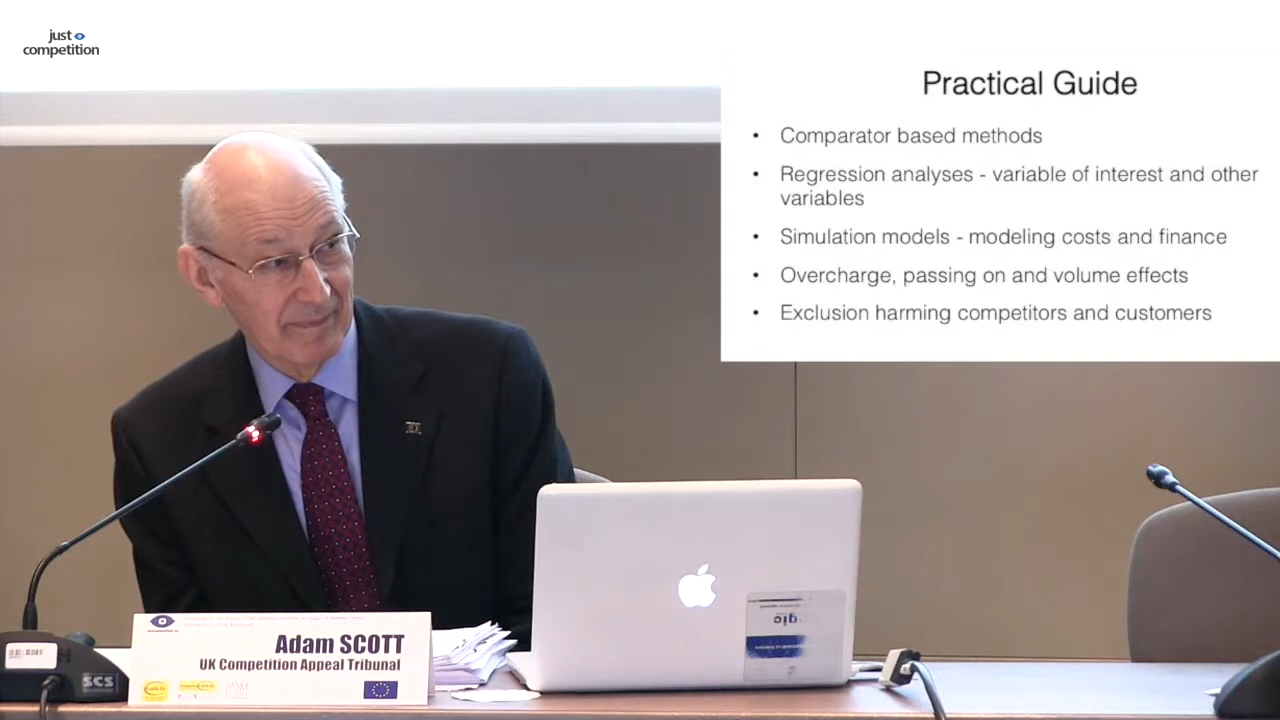 just
competition
Practical Guide
• Comparator based methods
• Regression analyses - variable of interest and other
variables
• Simulation models - modeling costs and finance
• Overcharge, passing on and volume effects
• Exclusion harming competitors and customers
Adam SCOTT
UK Competition Appeal Tribunal
SCS